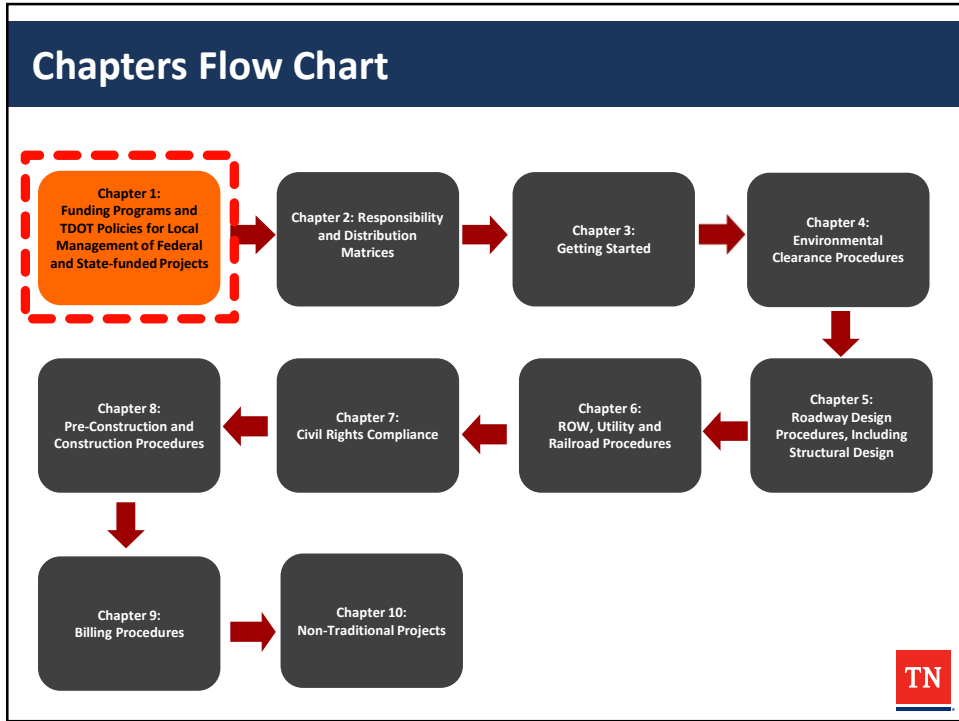 Chapters Flow Chart
Chapter 1:
Funding Programs and
TDOT Policies for Local
Management of Federal
and State-funded Projects
Chapter 2: Responsibility
and Distribution
Matrices
Chapter 3:
Getting Started
Chapter 4:
Environmental
Clearance Procedures
Chapter 5:
Roadway Design
Procedures, Including
Structural Design
Chapter 6:
ROW, Utility and
Railroad Procedures
Chapter 7:
Civil Rights Compliance
Chapter 8:
Pre-Construction and
Construction Procedures
Chapter 9:
Billing Procedures
Chapter 10:
Non-Traditional Projects
TN